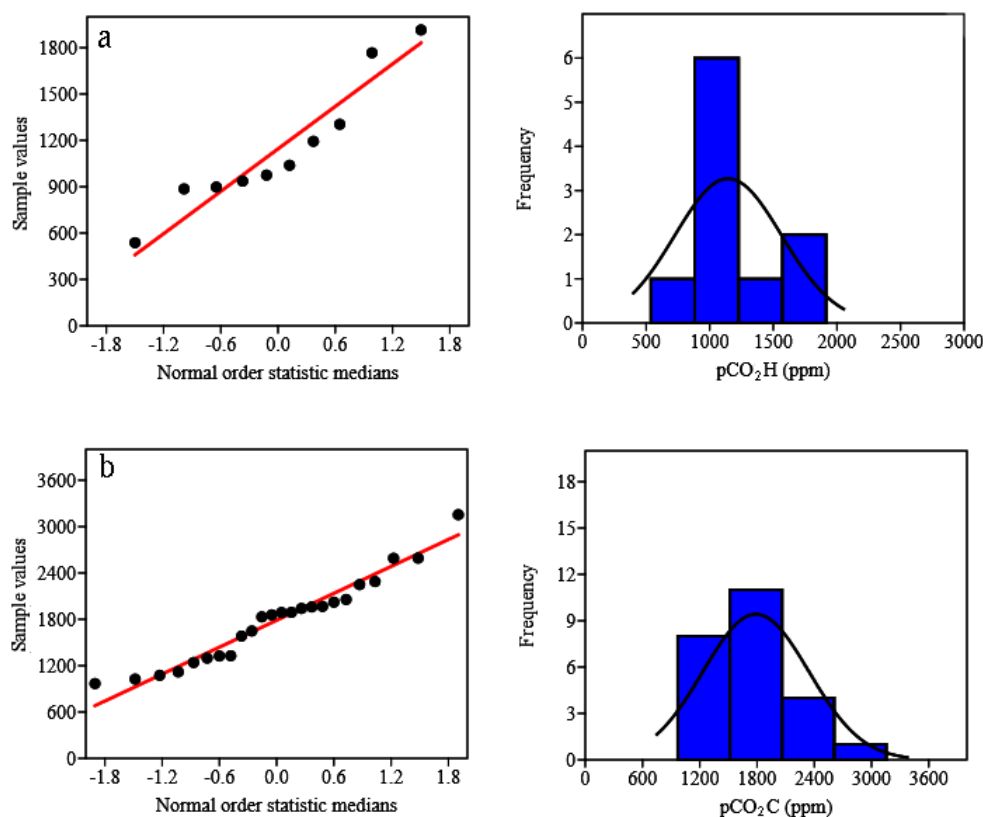 a
Sample values
1800
1500
1200
900
600
300
0
-1.8 -1.2 -0.6 0.0 0.6 1.2 1.8
Normal order statistic medians
Frequency
6
5
4
3
2
1
0
0 500 1000 1500 2000 2500 3000
pCO₂H (ppm)
b
Sample values
3600
3000
2400
1800
1200
600
0
-1.8 -1.2 -0.6 0.0 0.6 1.2 1.8
Normal order statistic medians
Frequency
18
15
12
9
6
3
0
0 600 1200 1800 2400 3000 3600
pCO₂C (ppm)